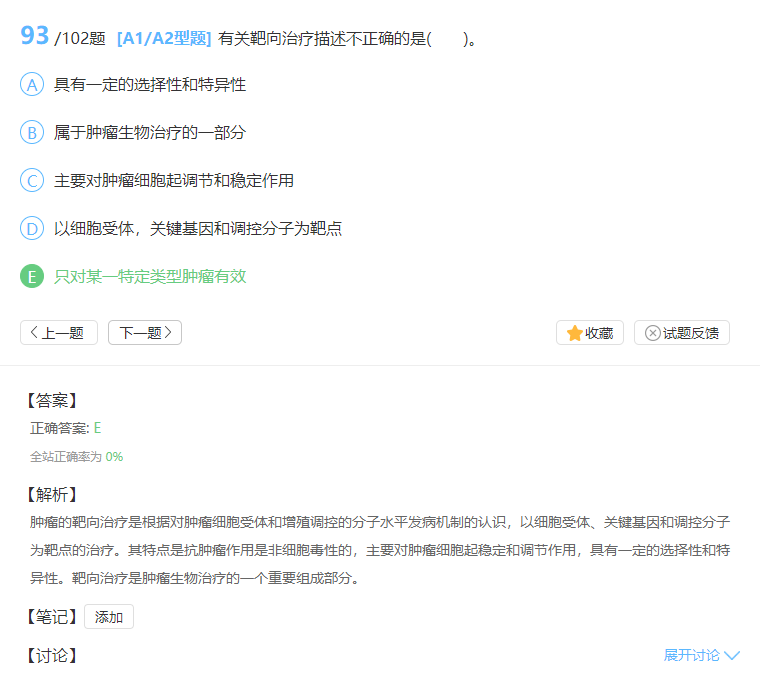 93 /102题 [A1/A2型题] 有关靶向治疗描述不正确的是(　　)。
A 具有一定的选择性和特异性
B 属于肿瘤生物治疗的一部分
C 主要对肿瘤细胞起调节和稳定作用
D 以细胞受体，关键基因和调控分子为靶点
E 只对某一特定类型肿瘤有效
上一题 下一题 收藏 试题反馈
【答案】
正确答案: E
全站正确率为 0%
【解析】
肿瘤的靶向治疗是根据对肿瘤细胞受体和增殖调控的分子水平发病机制的认识，以细胞受体、关键基因和调控分子
为靶点的治疗。其特点是抗肿瘤作用是非细胞毒性的，主要对肿瘤细胞起稳定和调节作用，具有一定的选择性和特
异性。靶向治疗是肿瘤生物治疗的一个重要组成部分。
【笔记】 添加
【讨论】 展开讨论